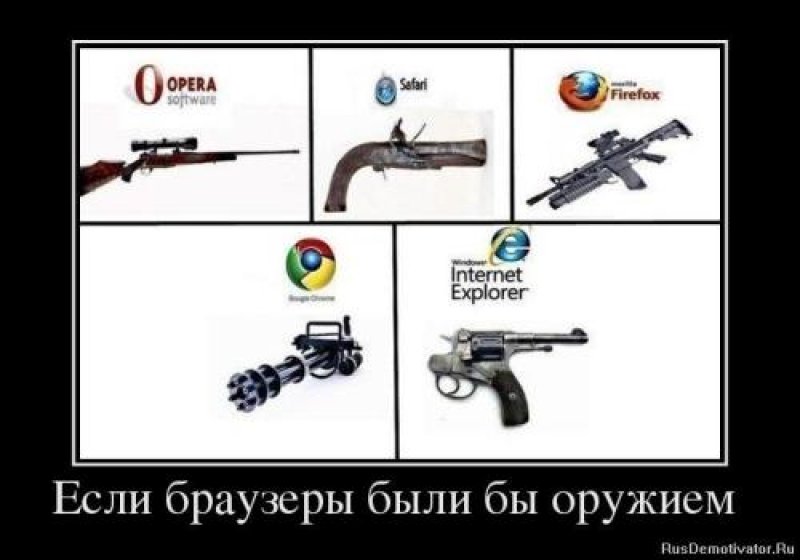 OPERA
software
Safari
mozilla
Firefox
Google Chrome
Windows
Internet
Explorer
Если браузеры были бы оружием
RusDemotivator.Ru